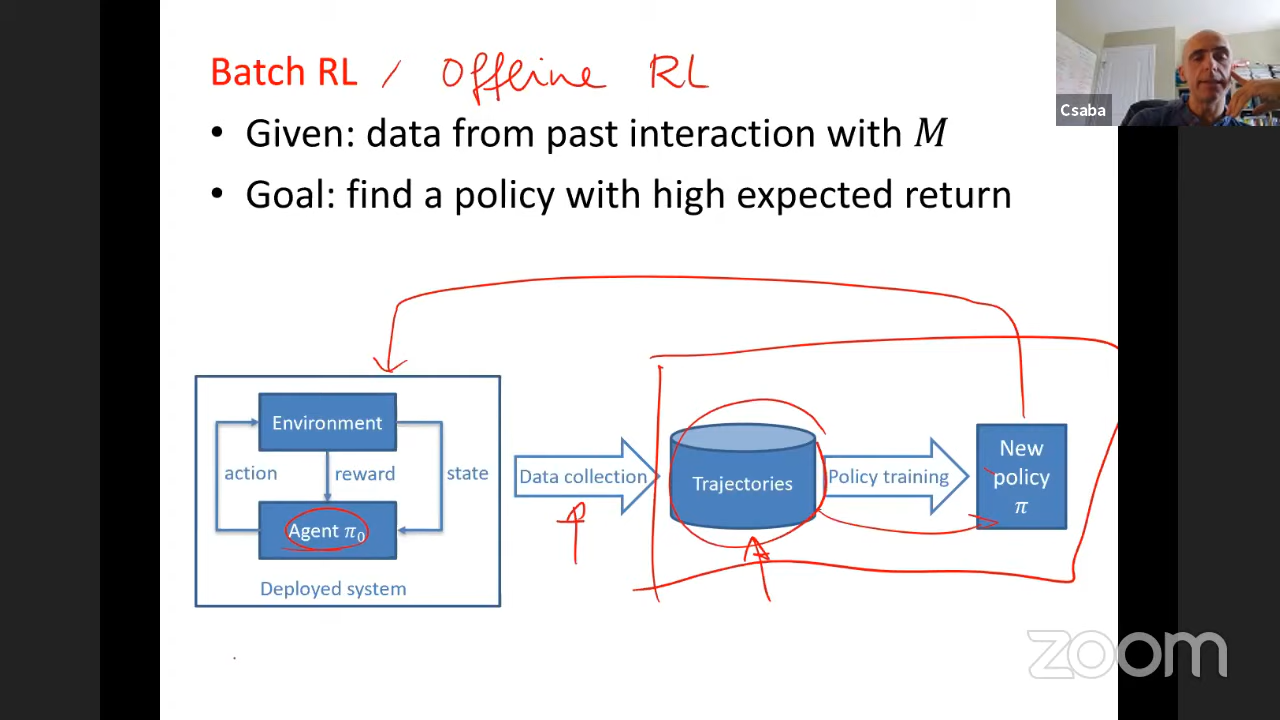 Batch RL / Offline RL
• Given: data from past interaction with M
• Goal: find a policy with high expected return
Csaba
Environment
action
reward
state
Agent π₀
Deployed system
Data collection
Trajectories
Policy training
New
policy
π
zoom